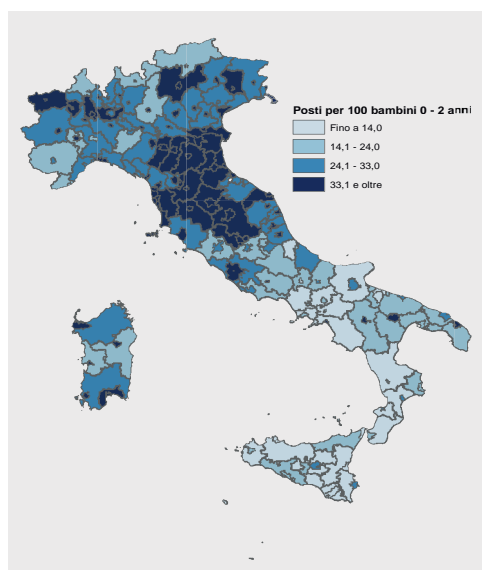 Posti per 100 bambini 0 - 2 anni
Fino a 14,0
14,1 - 24,0
24,1 - 33,0
33,1 e oltre